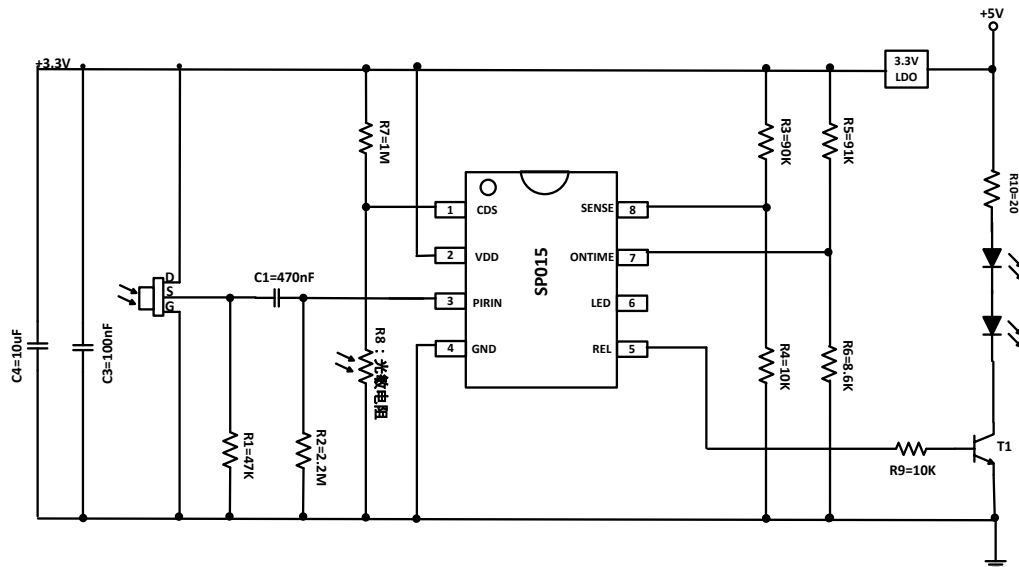 +5V
+3.3V
3.3V
LDO
R7=1M
R3=90K
R5=91K
R10=20
1
CDS
SENSE
8
2
VDD
ONTIME
7
SP015
3
PIRIN
LED
6
4
GND
REL
5
D
S
G
C1=470nF
C4=10uF
C3=100nF
R8：光敏电阻
R4=10K
R6=8.6K
R1=47K
R2=2.2M
R9=10K
T1